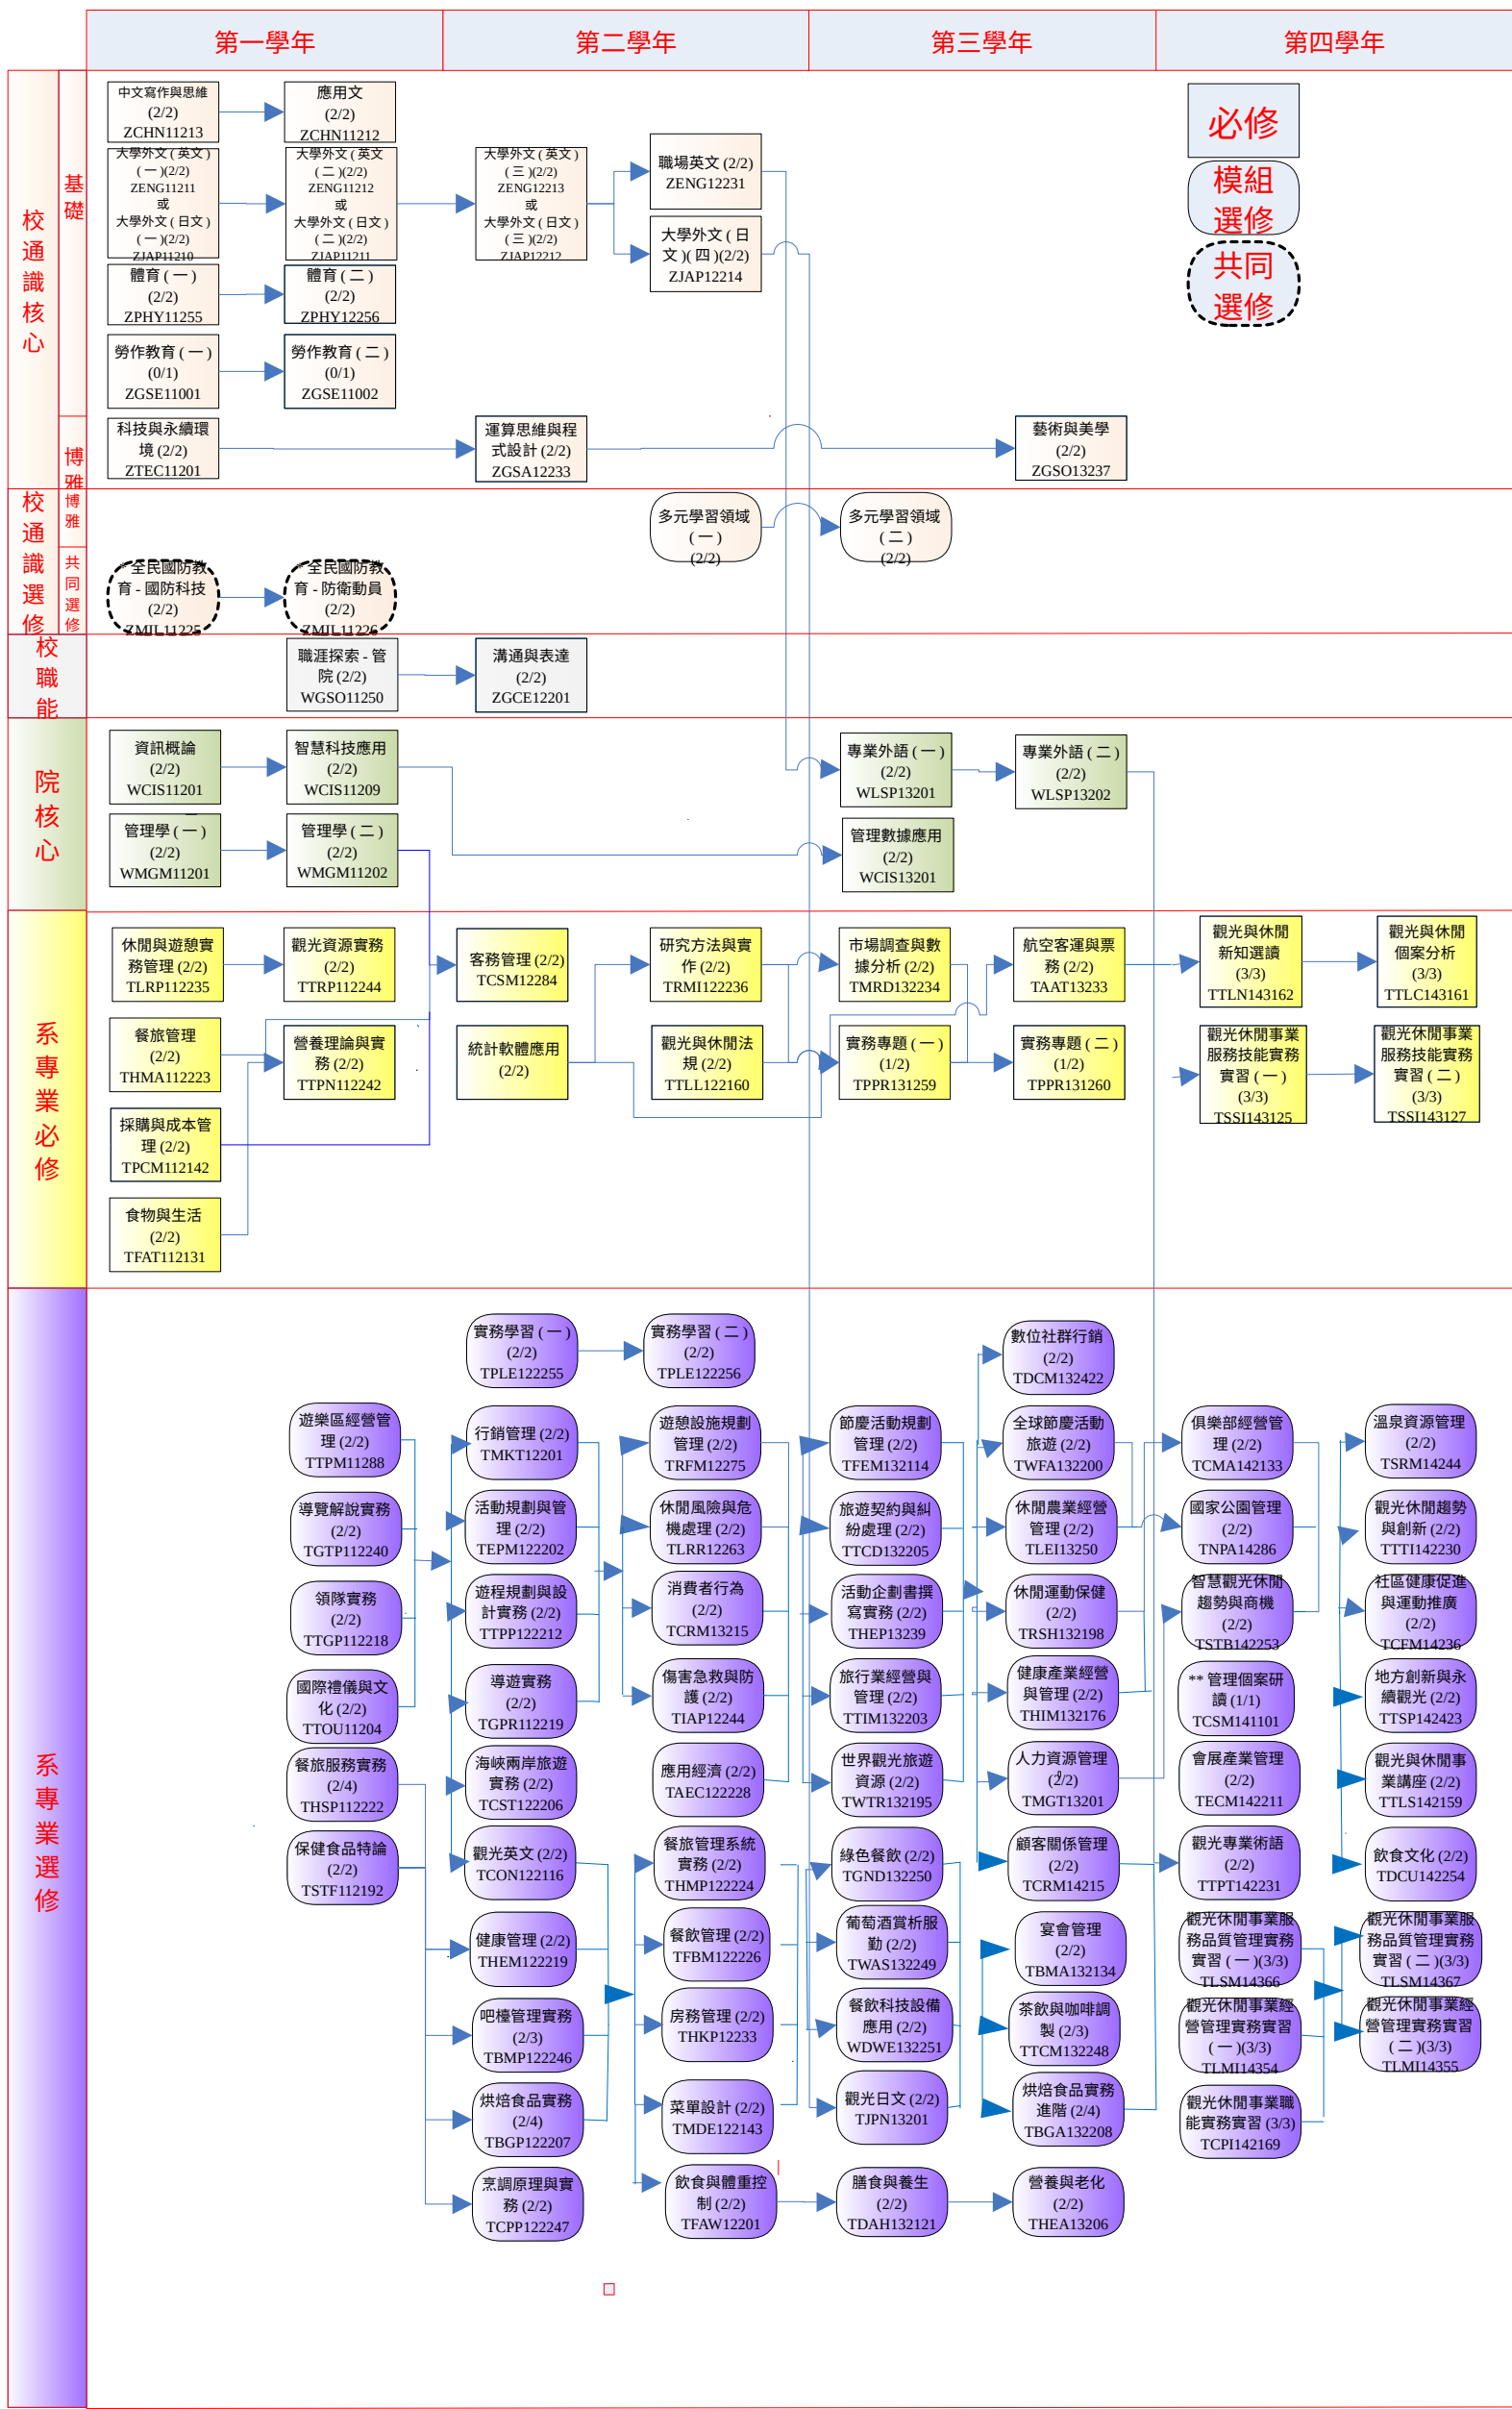 第一學年
第二學年
第三學年
第四學年
校
通
識
核
心
基
礎
中文寫作與思維
(2/2)
ZCHN11213
應用文
(2/2)
ZCHN11212
大學外文 ( 英文 )
( 一 )(2/2)
ZENG11211
或
大學外文 ( 日文 )
( 一 )(2/2)
ZJAP11210
大學外文 ( 英文
( 二 )(2/2)
ZENG11212
或
大學外文 ( 日文 )
( 二 )(2/2)
ZJAP11211
大學外文 ( 英文 )
( 三 )(2/2)
ZENG12213
或
大學外文 ( 日文 )
( 三 )(2/2)
ZJAP12212
職場英文 (2/2)
ZENG12231
大學外文 ( 日
文 )( 四 )(2/2)
ZJAP12214
必修
模組
選修
共同
選修
體育 ( 一 )
(2/2)
ZPHY11255
體育 ( 二 )
(2/2)
ZPHY12256
勞作教育 ( 一 )
(0/1)
ZGSE11001
勞作教育 ( 二 )
(0/1)
ZGSE11002
博
雅
科技與永續環
境 (2/2)
ZTEC11201
運算思維與程
式設計 (2/2)
ZGSA12233
藝術與美學
(2/2)
ZGSO13237
校
通
識
選
修
博
雅
多元學習領域
( 一 )
(2/2)
多元學習領域
( 二 )
(2/2)
共
同
選
修
* 全民國防教
育 - 國防科技
(2/2)
ZMIL11225
* 全民國防教
育 - 防衛動員
(2/2)
ZMIL11226
校
職
能
職涯探索 - 管
院 (2/2)
WGSO11250
溝通與表達
(2/2)
ZGCE12201
院
核
心
資訊概論
(2/2)
WCIS11201
智慧科技應用
(2/2)
WCIS11209
專業外語 ( 一 )
(2/2)
WLSP13201
專業外語 ( 二 )
(2/2)
WLSP13202
管理學 ( 一 )
(2/2)
WMGM11201
管理學 ( 二 )
(2/2)
WMGM11202
管理數據應用
(2/2)
WCIS13201
系
專
業
必
修
休閒與遊憩實
務管理 (2/2)
TLRP112235
觀光資源實務
(2/2)
TTRP112244
客務管理 (2/2)
TCSM12284
研究方法與實
作 (2/2)
TRMI122236
市場調查與數
據分析 (2/2)
TMRD132234
航空客運與票
務 (2/2)
TAAT13233
觀光與休閒
新知選讀
(3/3)
TTLN143162
觀光與休閒
個案分析
(3/3)
TTLC143161
餐旅管理
(2/2)
THMA112223
營養理論與實
務 (2/2)
TTPN112242
統計軟體應用
(2/2)
觀光與休閒法
規 (2/2)
TTLL122160
實務專題 ( 一 )
(1/2)
TPPR131259
實務專題 ( 二 )
(1/2)
TPPR131260
觀光休閒事業
服務技能實務
實習 ( 一 )
(3/3)
TSSI143125
觀光休閒事業
服務技能實務
實習 ( 二 )
(3/3)
TSSI143127
採購與成本管
理 (2/2)
TPCM112142
食物與生活
(2/2)
TFAT112131
系
專
業
選
修
實務學習 ( 一 )
(2/2)
TPLE122255
實務學習 ( 二 )
(2/2)
TPLE122256
數位社群行銷
(2/2)
TDCM132422
遊樂區經營管
理 (2/2)
TTPM11288
行銷管理 (2/2)
TMKT12201
遊憩設施規劃
管理 (2/2)
TRFM12275
節慶活動規劃
管理 (2/2)
TFEM132114
全球節慶活動
旅遊 (2/2)
TWFA132200
俱樂部經營管
理 (2/2)
TCMA142133
溫泉資源管理
(2/2)
TSRM14244
導覽解說實務
(2/2)
TGTP112240
活動規劃與管
理 (2/2)
TEPM122202
休閒風險與危
機處理 (2/2)
TLRR12263
旅遊契約與糾
紛處理 (2/2)
TTCD132205
休閒農業經營
管理 (2/2)
TLEI13250
國家公園管理
(2/2)
TNPA14286
觀光休閒趨勢
與創新 (2/2)
TTTI142230
領隊實務
(2/2)
TTGP112218
遊程規劃與設
計實務 (2/2)
TTPP122212
消費者行為
(2/2)
TCRM13215
活動企劃書撰
寫實務 (2/2)
THEP13239
休閒運動保健
(2/2)
TRSH132198
智慧觀光休閒
趨勢與商機
(2/2)
TSTB142253
社區健康促進
與運動推廣
(2/2)
TCFM14236
國際禮儀與文
化 (2/2)
TTOU11204
導遊實務
(2/2)
TGPR112219
傷害急救與防
護 (2/2)
TIAP12244
旅行業經營與
管理 (2/2)
TTIM132203
健康產業經營
與管理 (2/2)
THIM132176
** 管理個案研
讀 (1/1)
TCSM141101
地方創新與永
續觀光 (2/2)
TTSP142423
餐旅服務實務
(2/4)
THSP112222
海峽兩岸旅遊
實務 (2/2)
TCST122206
應用經濟 (2/2)
TAEC122228
世界觀光旅遊
資源 (2/2)
TWTR132195
人力資源管理
(2/2)
TMGT13201
會展產業管理
(2/2)
TECM142211
觀光與休閒事
業講座 (2/2)
TTLS142159
保健食品特論
(2/2)
TSTF112192
觀光英文 (2/2)
TCON122116
餐旅管理系統
實務 (2/2)
THMP122224
綠色餐飲 (2/2)
TGND132250
顧客關係管理
(2/2)
TCRM14215
觀光專業術語
(2/2)
TTPT142231
飲食文化 (2/2)
TDCU142254
健康管理 (2/2)
THEM122219
餐飲管理 (2/2)
TFBM122226
葡萄酒賞析服
勤 (2/2)
TWAS132249
宴會管理
(2/2)
TBMA132134
觀光休閒事業服
務品質管理實務
實習 ( 一 )(3/3)
TLSM14366
觀光休閒事業服
務品質管理實務
實習 ( 二 )(3/3)
TLSM14367
吧檯管理實務
(2/3)
TBMP122246
房務管理 (2/2)
THKP12233
餐飲科技設備
應用 (2/2)
WDWE132251
茶飲與咖啡調
製 (2/3)
TTCM132248
觀光休閒事業經
營管理實務實習
( 一 )(3/3)
TLMI14354
觀光休閒事業經
營管理實務實習
( 二 )(3/3)
TLMI14355
烘焙食品實務
(2/4)
TBGP122207
菜單設計 (2/2)
TMDE122143
觀光日文 (2/2)
TJPN13201
烘焙食品實務
進階 (2/4)
TBGA132208
觀光休閒事業職
能實務實習 (3/3)
TCPI142169
烹調原理與實
務 (2/2)
TCPP122247
飲食與體重控
制 (2/2)
TFAW12201
膳食與養生
(2/2)
TDAH132121
營養與老化
(2/2)
THEA13206